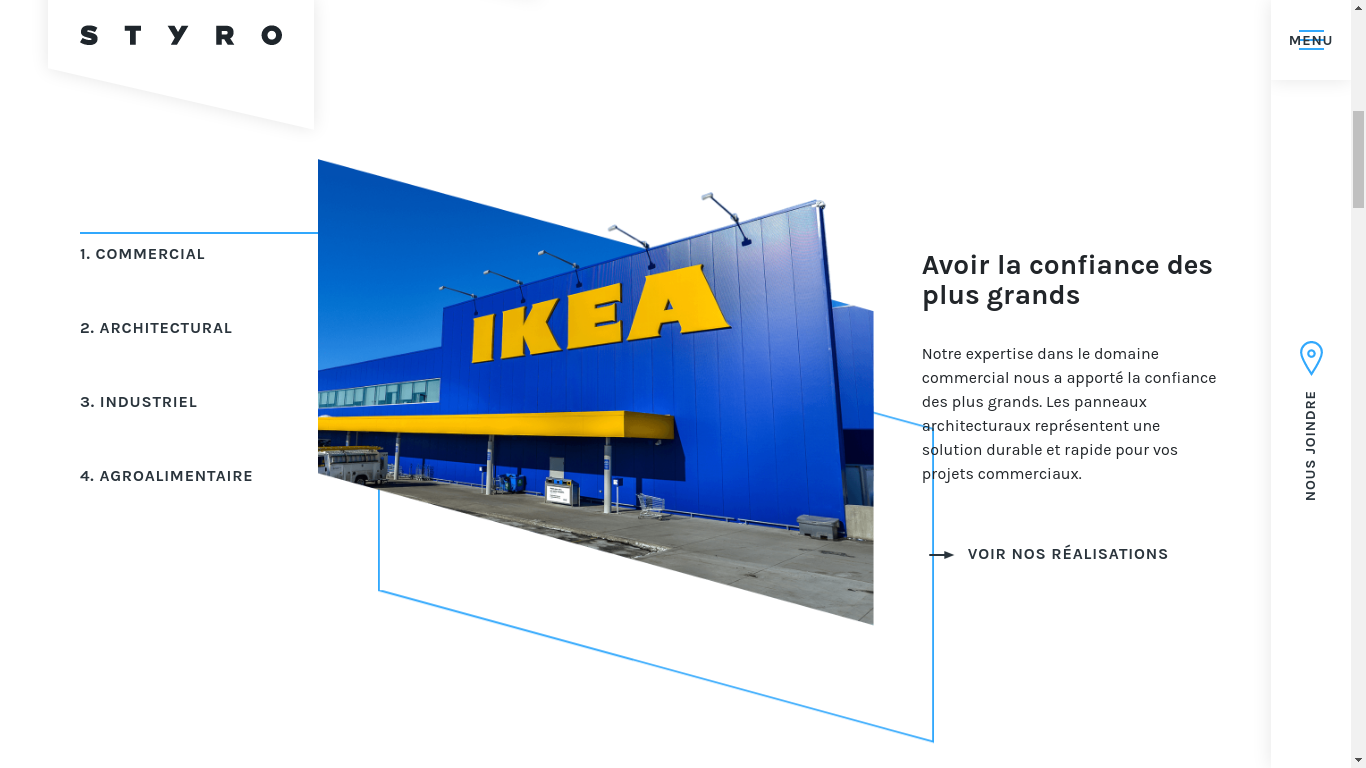 S T Y R O
MENU
1. COMMERCIAL
2. ARCHITECTURAL
3. INDUSTRIEL
4. AGROALIMENTAIRE
IKEA
Avoir la confiance des
plus grands
Notre expertise dans le domaine
commercial nous a apporté la confiance
des plus grands. Les panneaux
architecturaux représentent une
solution durable et rapide pour vos
projets commerciaux.
VOIR NOS RÉALISATIONS
NOUS JOINDRE